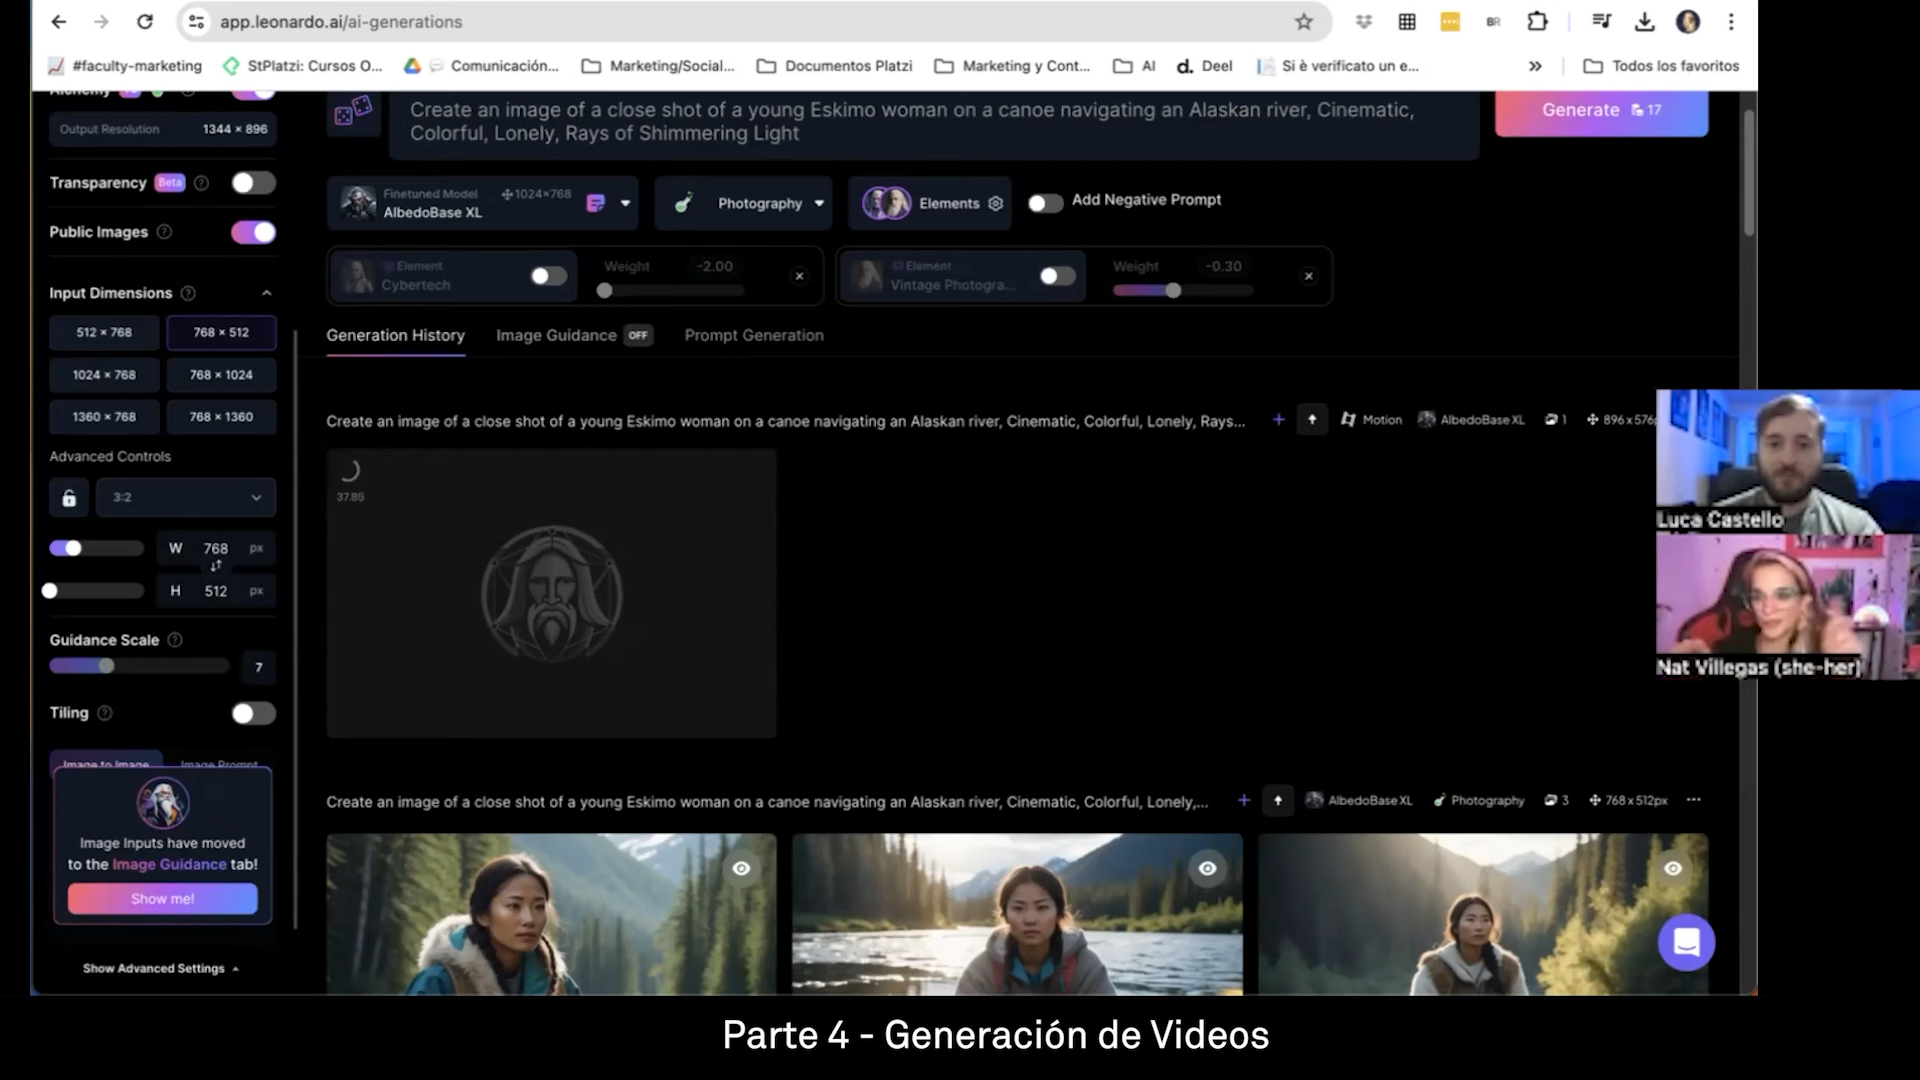 app.leonardo.ai/ai-generations
BR
#faculty-marketing
StPlatzi: Cursos O...
Comunicación...
Marketing/Social...
Documentos Platzi
Marketing y Cont...
AI
d. Deel
Si è verificato un e...
»
Todos los favoritos
Alchemy
Output Resolution 1344 × 896
Transparency Beta
Public Images
Input Dimensions
512 × 768 768 × 512
1024 × 768 768 × 1024
1360 × 768 768 × 1360
Advanced Controls
3:2
W 768 px
H 512 px
Guidance Scale
7
Tiling
Image to Image Image Prompt
Image Inputs have moved
to the Image Guidance tab!
Show me!
Show Advanced Settings
Create an image of a close shot of a young Eskimo woman on a canoe navigating an Alaskan river, Cinematic,
Colorful, Lonely, Rays of Shimmering Light
Generate 17
Finetuned Model 1024×768
AlbedoBase XL
Photography
Elements
Add Negative Prompt
Element
Cybertech
Weight -2.00
Element
Vintage Photogra...
Weight -0.30
Generation History
Image Guidance OFF
Prompt Generation
Create an image of a close shot of a young Eskimo woman on a canoe navigating an Alaskan river, Cinematic, Colorful, Lonely, Rays...
Motion AlbedoBase XL 1 896x576p
37.86
Create an image of a close shot of a young Eskimo woman on a canoe navigating an Alaskan river, Cinematic, Colorful, Lonely,...
AlbedoBase XL Photography 3 768x512px
Luca Castello
Nat Villegas (she-her)
Parte 4 - Generación de Videos